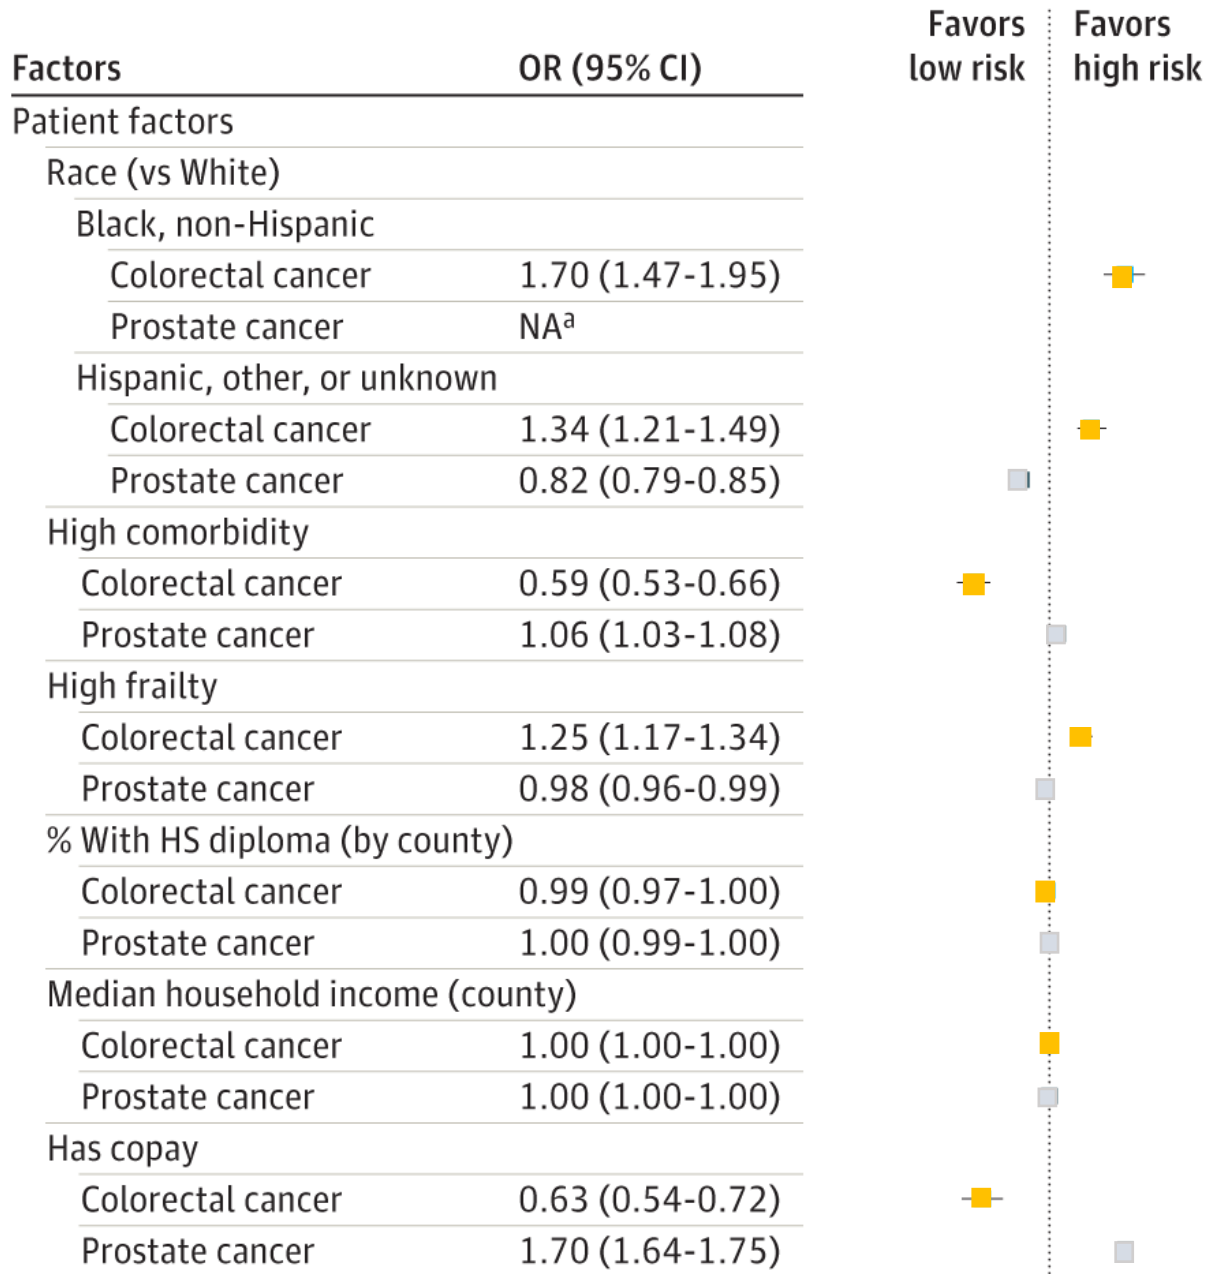 Favors Favors
Factors OR (95% CI) low risk high risk
Patient factors
Race (vs White)
Black, non-Hispanic
Colorectal cancer 1.70 (1.47-1.95)
Prostate cancer NAᵃ
Hispanic, other, or unknown
Colorectal cancer 1.34 (1.21-1.49)
Prostate cancer 0.82 (0.79-0.85)
High comorbidity
Colorectal cancer 0.59 (0.53-0.66)
Prostate cancer 1.06 (1.03-1.08)
High frailty
Colorectal cancer 1.25 (1.17-1.34)
Prostate cancer 0.98 (0.96-0.99)
% With HS diploma (by county)
Colorectal cancer 0.99 (0.97-1.00)
Prostate cancer 1.00 (0.99-1.00)
Median household income (county)
Colorectal cancer 1.00 (1.00-1.00)
Prostate cancer 1.00 (1.00-1.00)
Has copay
Colorectal cancer 0.63 (0.54-0.72)
Prostate cancer 1.70 (1.64-1.75)